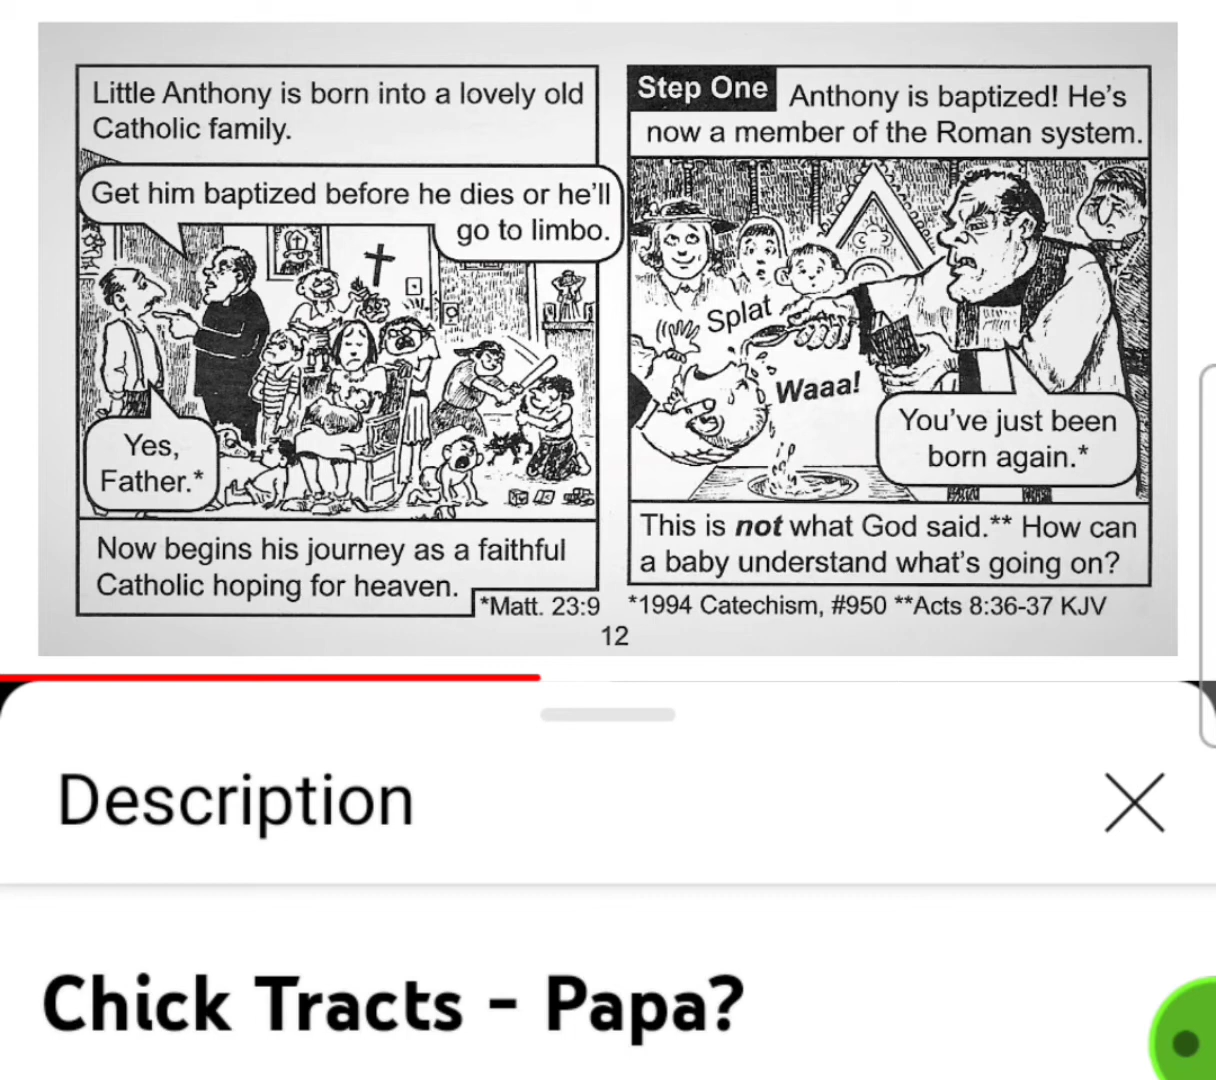 Little Anthony is born into a lovely old
Catholic family.
Get him baptized before he dies or he'll
go to limbo.
Yes,
Father.*
Now begins his journey as a faithful
Catholic hoping for heaven.
*Matt. 23:9
Step One Anthony is baptized! He's
now a member of the Roman system.
Splat
Waaa!
You've just been
born again.*
This is not what God said.** How can
a baby understand what's going on?
*1994 Catechism, #950 **Acts 8:36-37 KJV
12
Description
Chick Tracts - Papa?